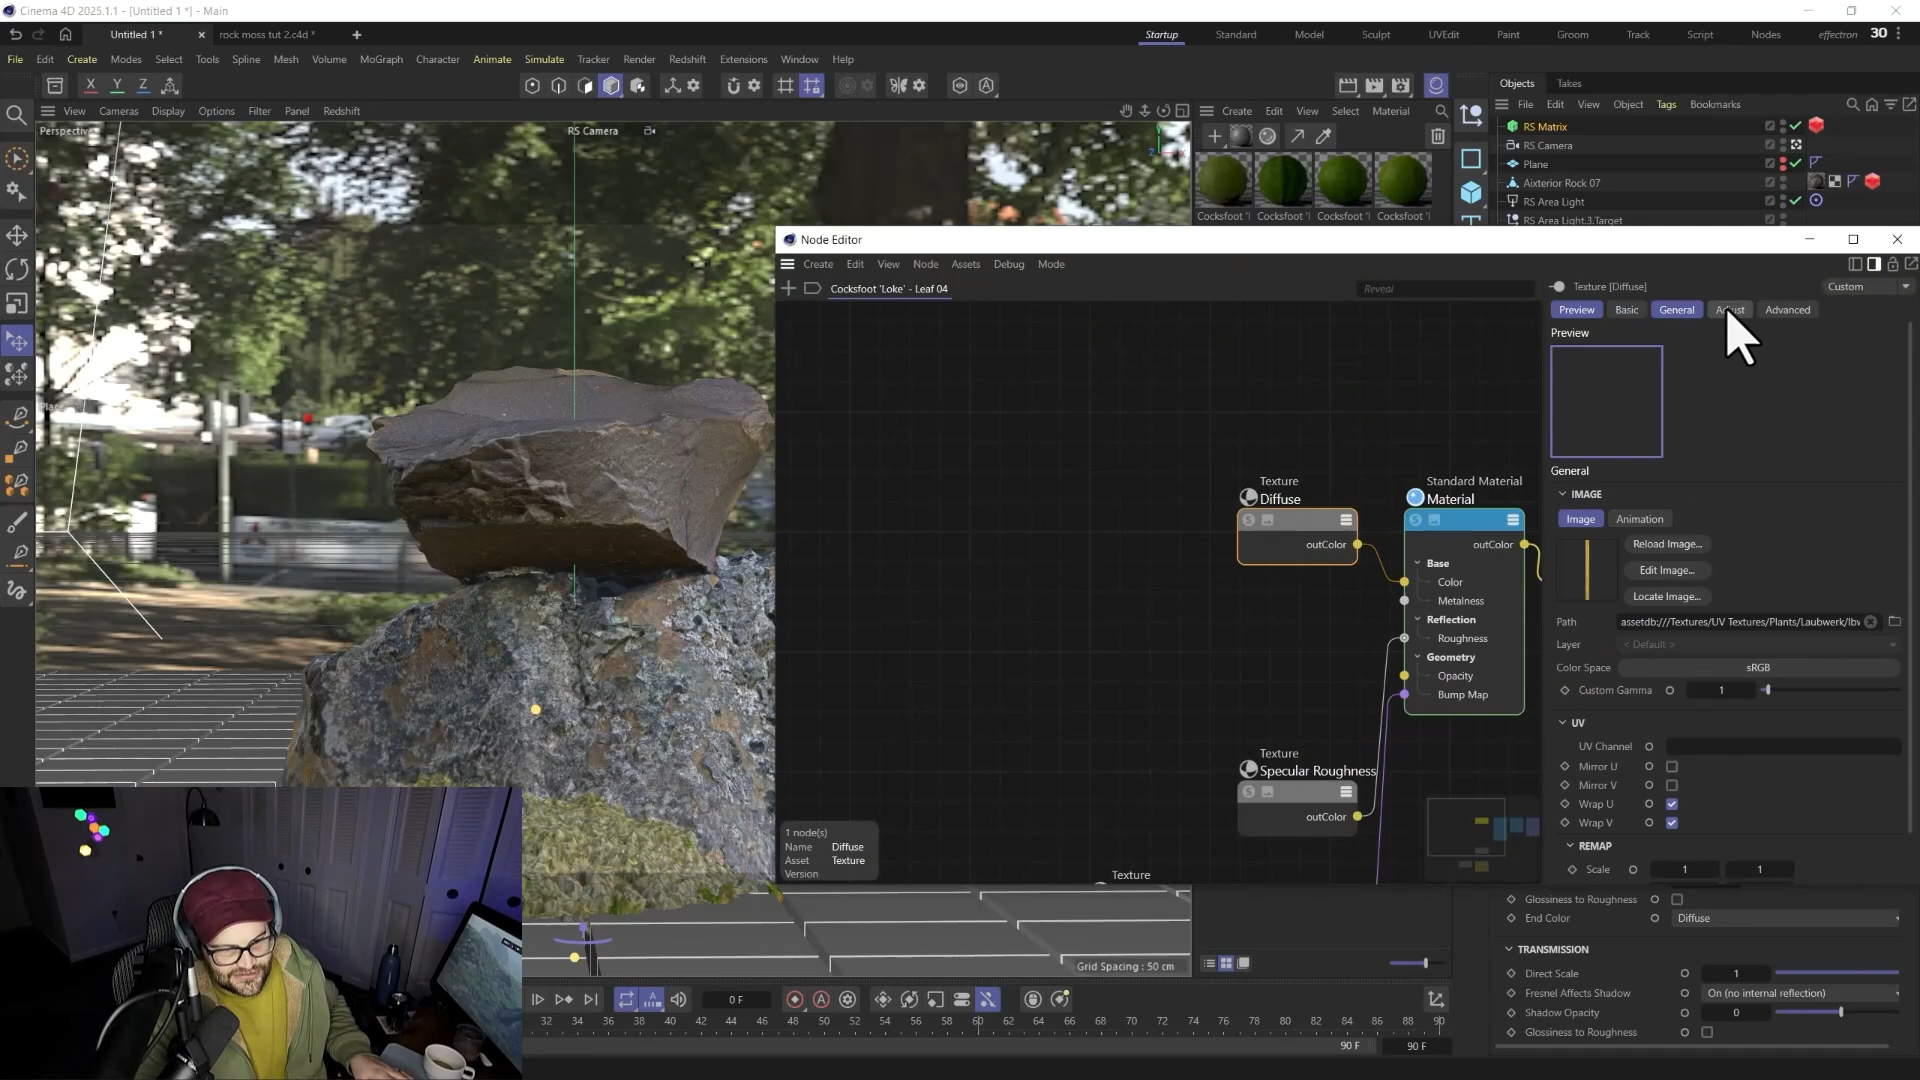 Cinema 4D 2025.1.1 - [Untitled 1 *] - Main
Untitled 1 *
rock moss tut 2.c4d *
Startup Standard Model Sculpt UVEdit Paint Groom Track Script Nodes effectron 30
File Edit Create Modes Select Tools Spline Mesh Volume MoGraph Character Animate Simulate Tracker Render Redshift Extensions Window Help
X Y Z
Objects Takes
View Cameras Display Options Filter Panel Redshift
Create Edit View Select Material
File Edit View Object Tags Bookmarks
Perspective
RS Camera
RS Matrix
RS Camera
Plane
Aixterior Rock 07
RS Area Light
RS Area Light.3.Target
Cocksfoot 'l Cocksfoot 'l Cocksfoot 'l Cocksfoot 'l
Node Editor
Create Edit View Node Assets Debug Mode
Cocksfoot 'Loke' - Leaf 04
Reveal
Texture [Diffuse]
Custom
Preview Basic General Adjust Advanced
Preview
General
IMAGE
Image Animation
Reload Image...
Edit Image...
Locate Image...
Path assetdb:///Textures/UV Textures/Plants/Laubwerk/lbw
Layer < Default >
Color Space sRGB
Custom Gamma 1
UV
UV Channel
Mirror U
Mirror V
Wrap U
Wrap V
REMAP
Scale 1 1
Texture
Diffuse
outColor
Standard Material
Material
outColor
Base
Color
Metalness
Reflection
Roughness
Geometry
Opacity
Bump Map
Texture
Specular Roughness
outColor
Texture
1 node(s)
Name Diffuse
Asset Texture
Version
Glossiness to Roughness
End Color Diffuse
TRANSMISSION
Direct Scale 1
Fresnel Affects Shadow On (no internal reflection)
Shadow Opacity 0
Glossiness to Roughness
Grid Spacing : 50 cm
0 F
32 34 36 38 40 42 44 46 48 50 52 54 56 58 60 62 64 66 68 70 72 74 76 78 80 82 84 86 88 90
90 F 90 F